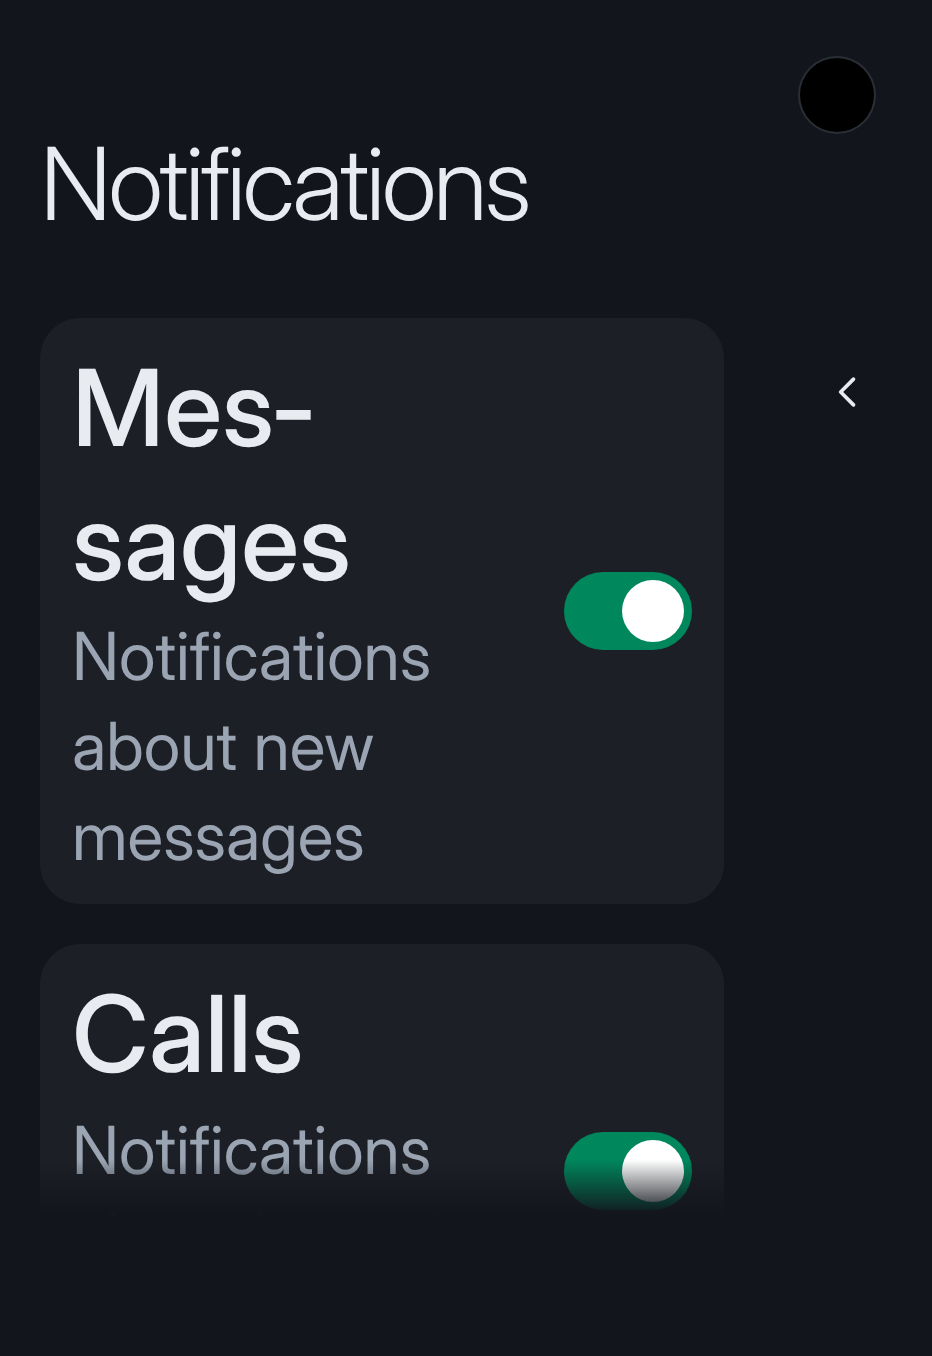 Notifications
Mes-
sages
Notifications
about new
messages
Calls
Notifications